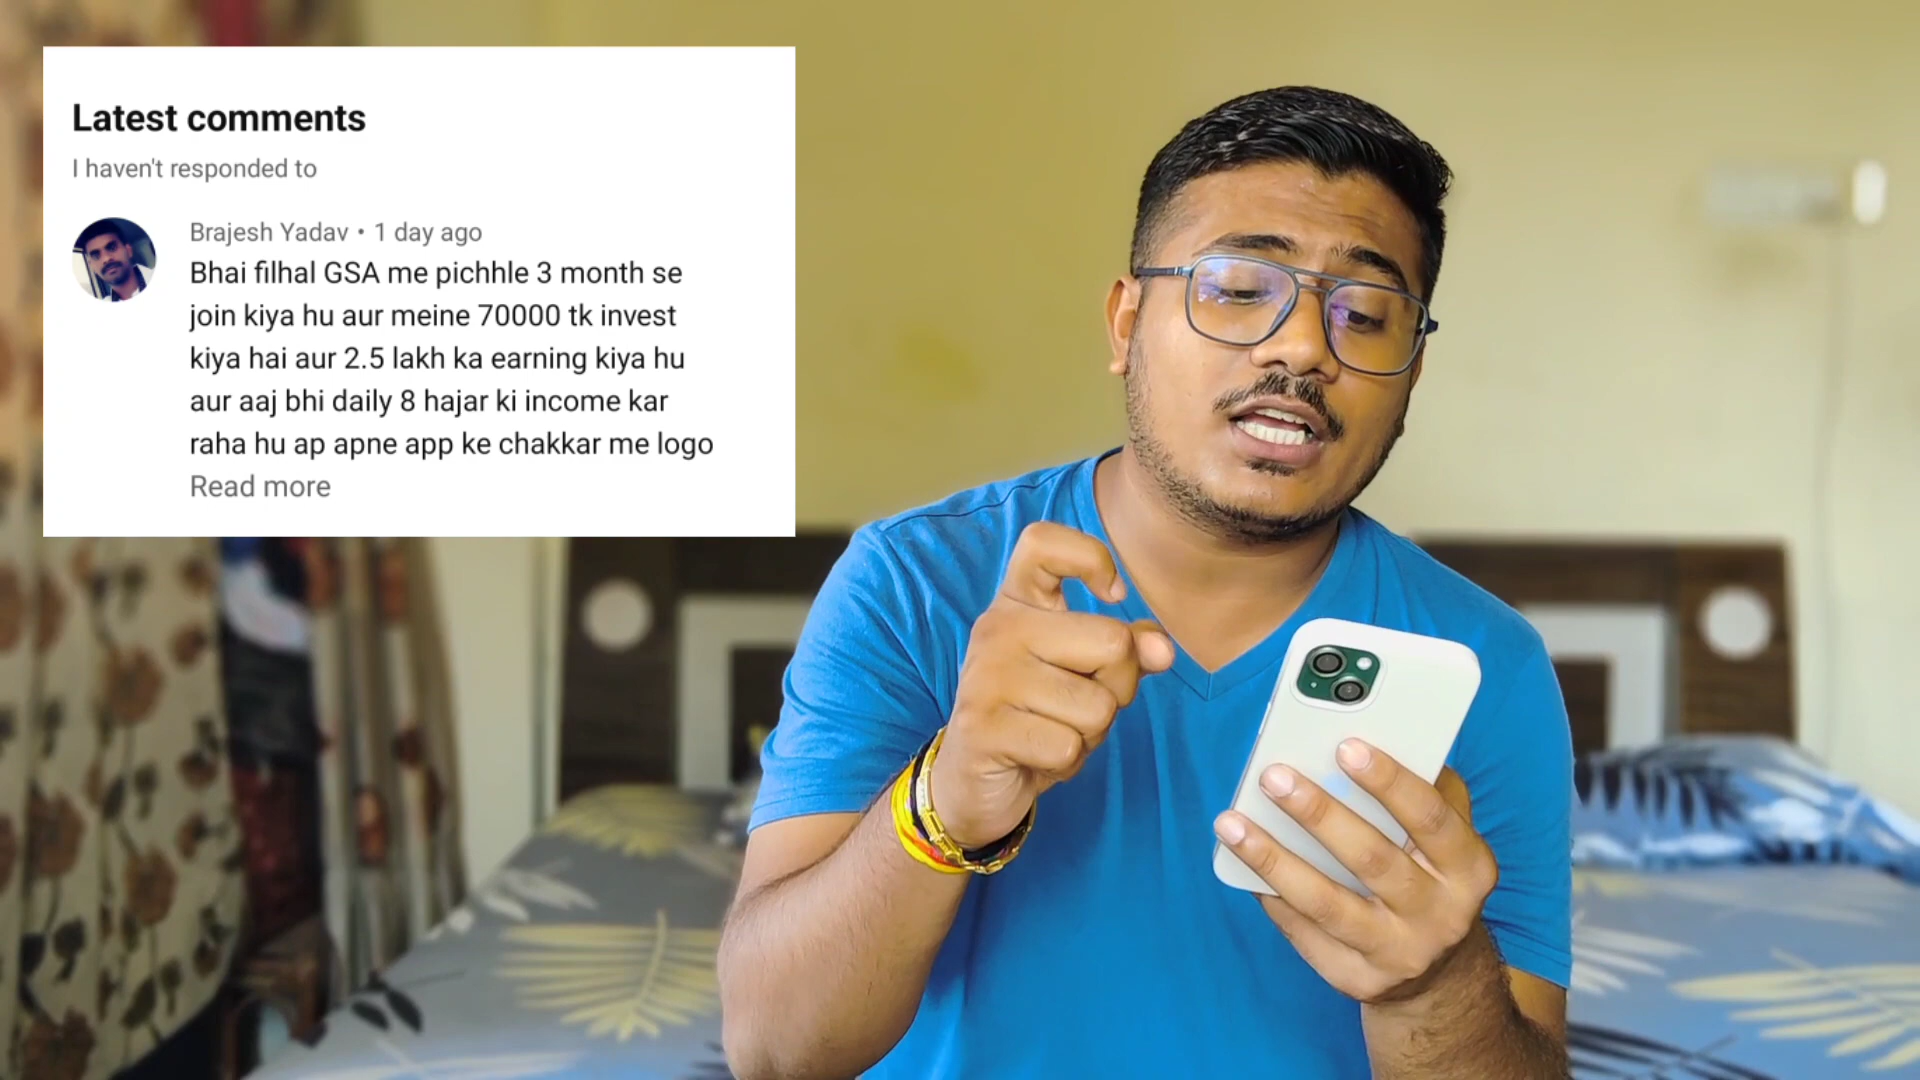 Latest comments
I haven't responded to
Brajesh Yadav • 1 day ago
Bhai filhal GSA me pichhle 3 month se
join kiya hu aur meine 70000 tk invest
kiya hai aur 2.5 lakh ka earning kiya hu
aur aaj bhi daily 8 hajar ki income kar
raha hu ap apne app ke chakkar me logo
Read more